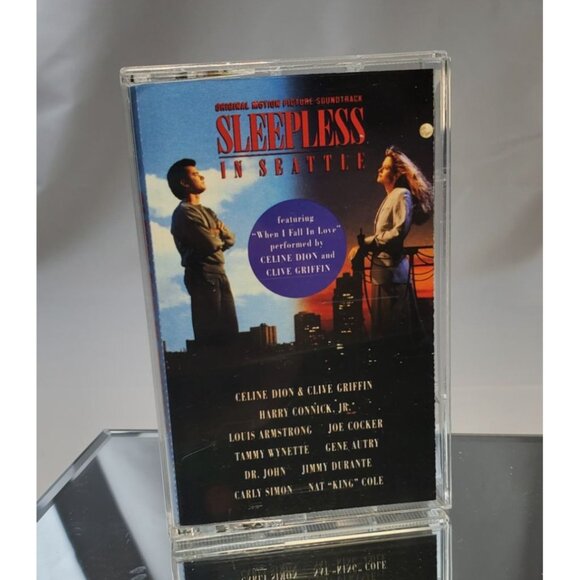 ORIGINAL MOTION PICTURE SOUNDTRACK
SLEEPLESS
IN SEATTLE
featuring
"When I Fall In Love"
performed by
CELINE DION and
CLIVE GRIFFIN
CELINE DION & CLIVE GRIFFIN
HARRY CONNICK, JR.
LOUIS ARMSTRONG JOE COCKER
TAMMY WYNETTE GENE AUTRY
DR. JOHN JIMMY DURANTE
CARLY SIMON NAT "KING" COLE